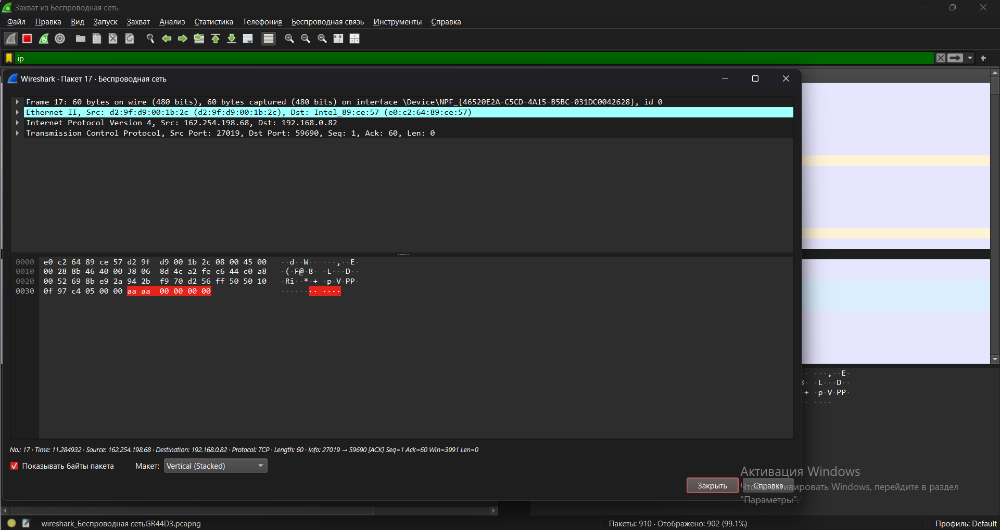 Захват из Беспроводная сеть
Файл Правка Вид Запуск Захват Анализ Статистика Телефония Беспроводная связь Инструменты Справка
ip
Wireshark · Пакет 17 · Беспроводная сеть
Frame 17: 60 bytes on wire (480 bits), 60 bytes captured (480 bits) on interface \Device\NPF_{46520E2A-C5CD-4A15-B5BC-031DC0042628}, id 0
Ethernet II, Src: d2:9f:d9:00:1b:2c (d2:9f:d9:00:1b:2c), Dst: Intel_89:ce:57 (e0:c2:64:89:ce:57)
Internet Protocol Version 4, Src: 162.254.198.68, Dst: 192.168.0.82
Transmission Control Protocol, Src Port: 27019, Dst Port: 59690, Seq: 1, Ack: 60, Len: 0
0000 e0 c2 64 89 ce 57 d2 9f d9 00 1b 2c 08 00 45 00 ··d··W·· ···,··E·
0010 00 28 8b 46 40 00 38 06 8d 4c a2 fe c6 44 c0 a8 ·(·F@·8· ·L···D··
0020 00 52 69 8b e9 2a 94 2b f9 70 d2 56 ff 50 50 10 ·Ri··*·+ ·p·V·PP·
0030 0f 97 c4 05 00 00 aa aa 00 00 00 00 ········ ····
·· ···,··E·
8· ·L···D··
·+ ·p·V·PP·
·· ····
No.: 17 · Time: 11.284932 · Source: 162.254.198.68 · Destination: 192.168.0.82 · Protocol: TCP · Length: 60 · Info: 27019 → 59690 [ACK] Seq=1 Ack=60 Win=3991 Len=0
Показывать байты пакета Макет: Vertical (Stacked)
Закрыть Справка
Активация Windows
Чтобы активировать Windows, перейдите в раздел
"Параметры".
wireshark_Беспроводная сетьGR44D3.pcapng Пакеты: 910 · Отображено: 902 (99.1%) Профиль: Default